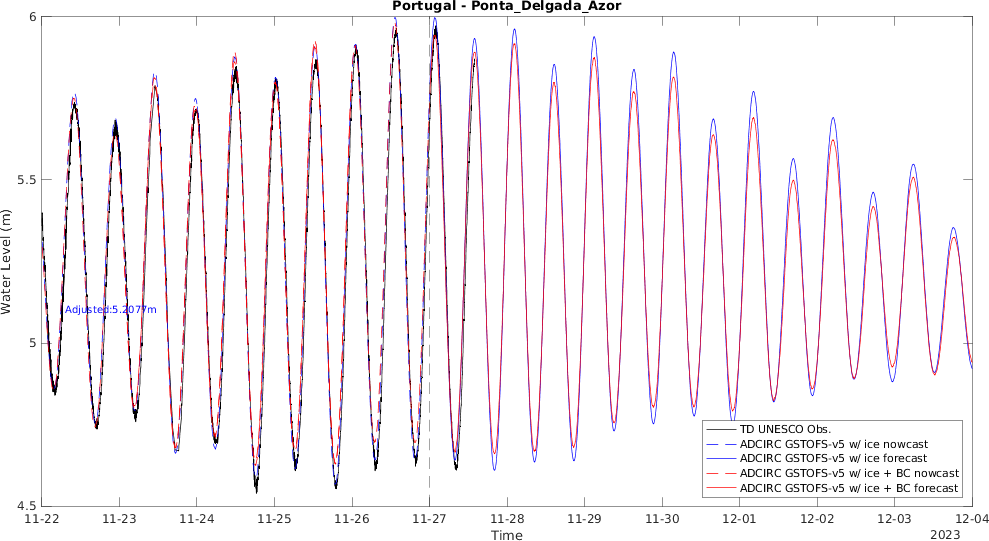 Portugal - Ponta_Delgada_Azor
6
5.5
5
4.5
Water Level (m)
Adjusted:5.2077m
TD UNESCO Obs.
ADCIRC GSTOFS-v5 w/ ice nowcast
ADCIRC GSTOFS-v5 w/ ice forecast
ADCIRC GSTOFS-v5 w/ ice + BC nowcast
ADCIRC GSTOFS-v5 w/ ice + BC forecast
11-22 11-23 11-24 11-25 11-26 11-27 11-28 11-29 11-30 12-01 12-02 12-03 12-04
Time
2023